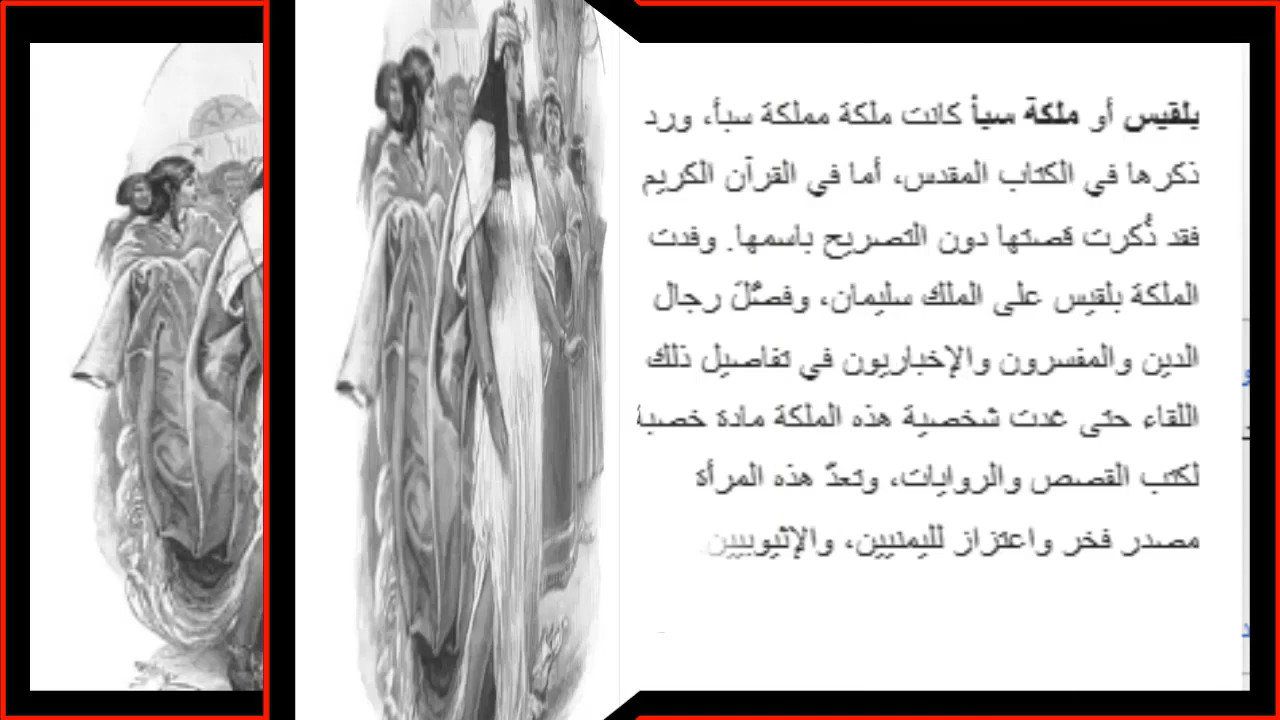 بلقيس أو ملكة سبأ كانت ملكة مملكة سبأ، ورد
ذكرها في الكتاب المقدس، أما في القرآن الكريم
فقد ذُكرت قصتها دون التصريح باسمها. وفدت
الملكة بلقيس على الملك سليمان، وفصَّلَ رجال
الدين والمفسرون والإخباريون في تفاصيل ذلك
اللقاء حتى غدت شخصية هذه الملكة مادة خصبة
لكتب القصص والروايات، وتعدّ هذه المرأة
مصدر فخر واعتزاز لليمنيين، والإثيوبيين.